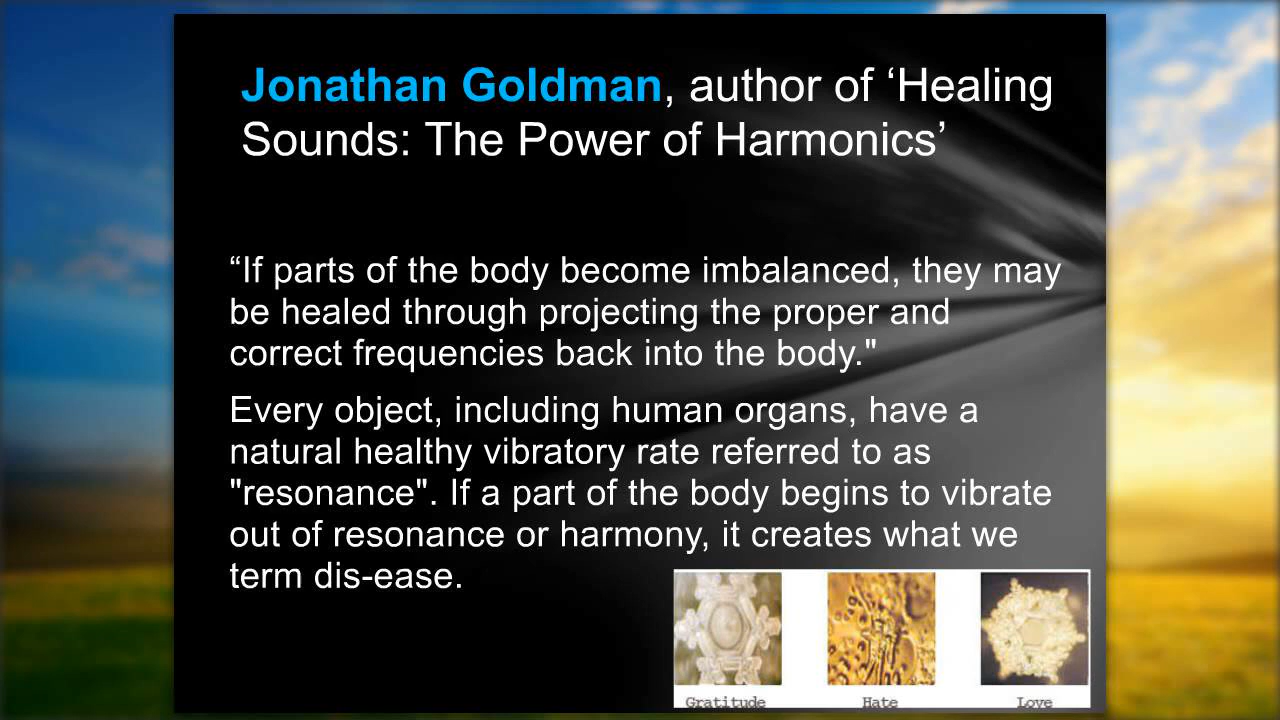 Jonathan Goldman, author of ‘Healing
Sounds: The Power of Harmonics’
“If parts of the body become imbalanced, they may
be healed through projecting the proper and
correct frequencies back into the body."
Every object, including human organs, have a
natural healthy vibratory rate referred to as
"resonance". If a part of the body begins to vibrate
out of resonance or harmony, it creates what we
term dis-ease.
Gratitude Hate Love